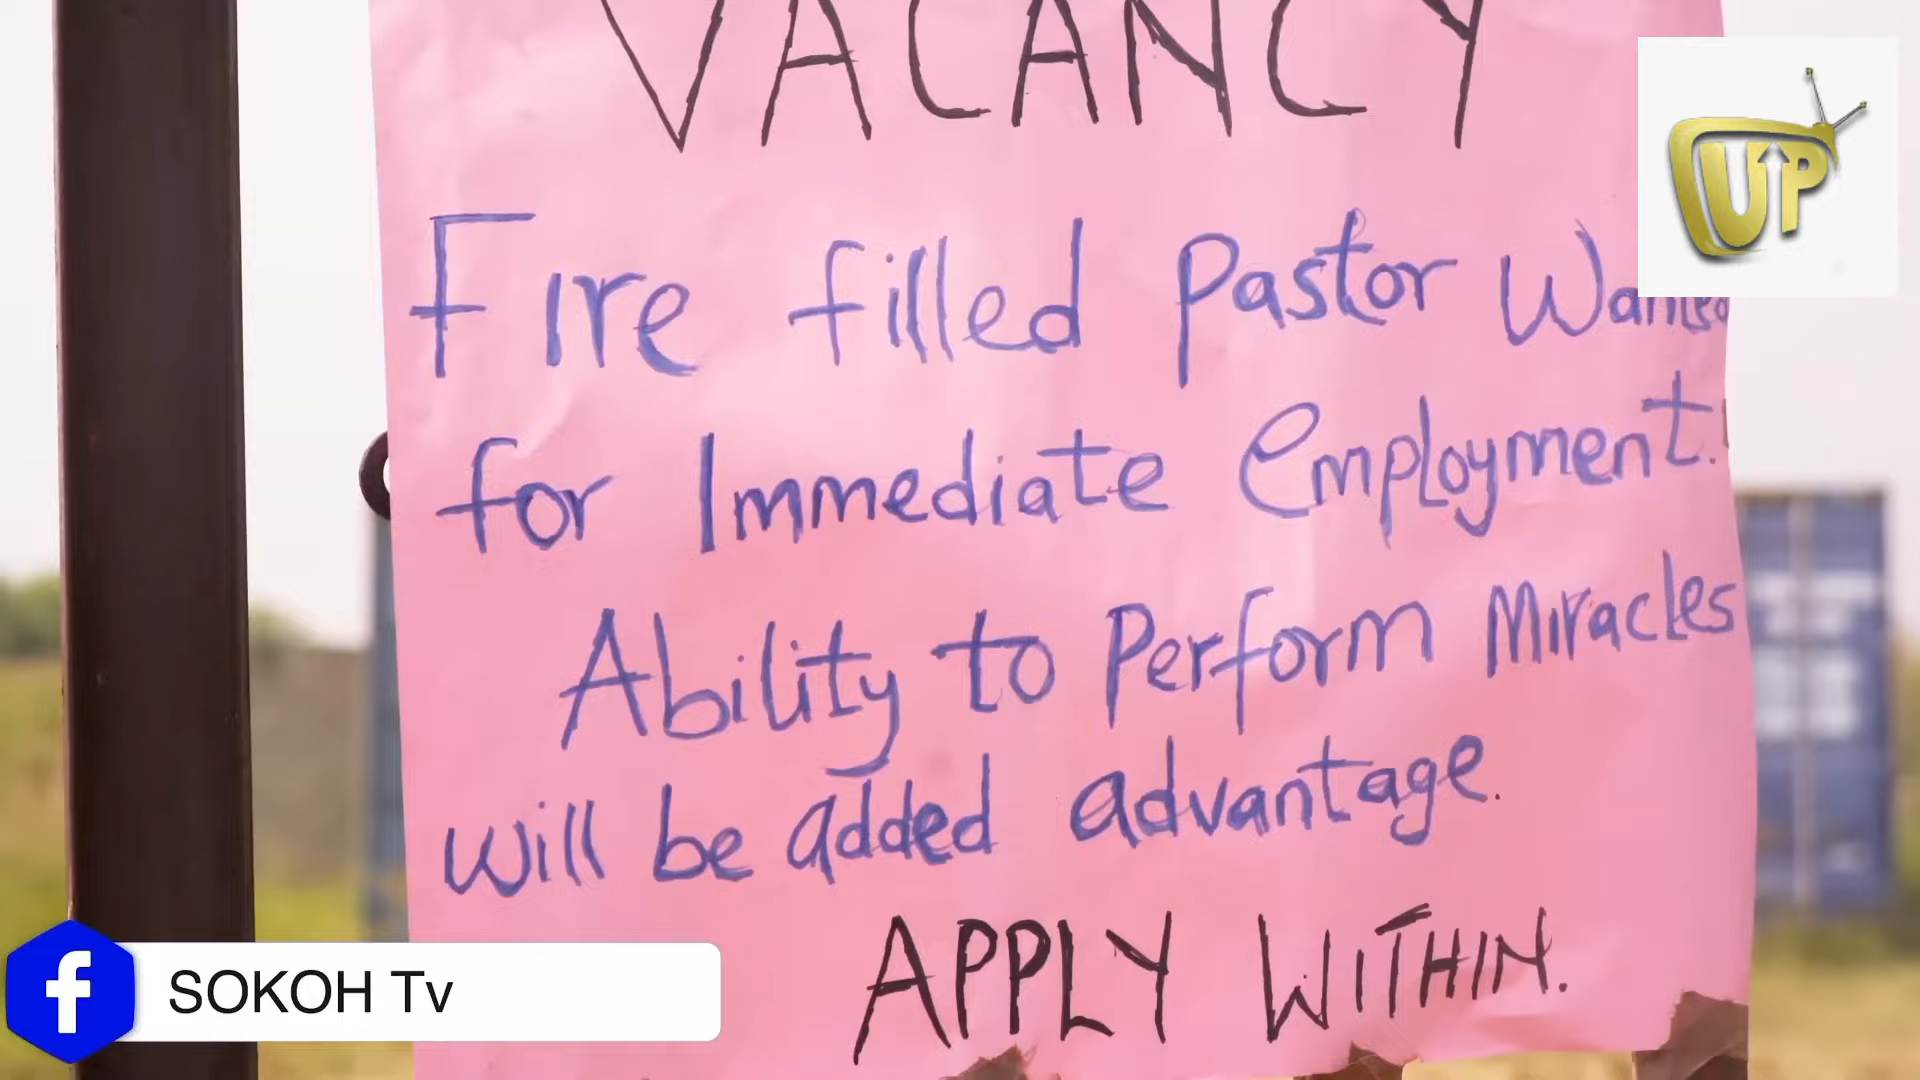 VACANCY
UP
Fire filled Pastor Wanted
for Immediate Employment.
Ability to Perform Miracles
will be added advantage.
APPLY WITHIN.
f SOKOH Tv